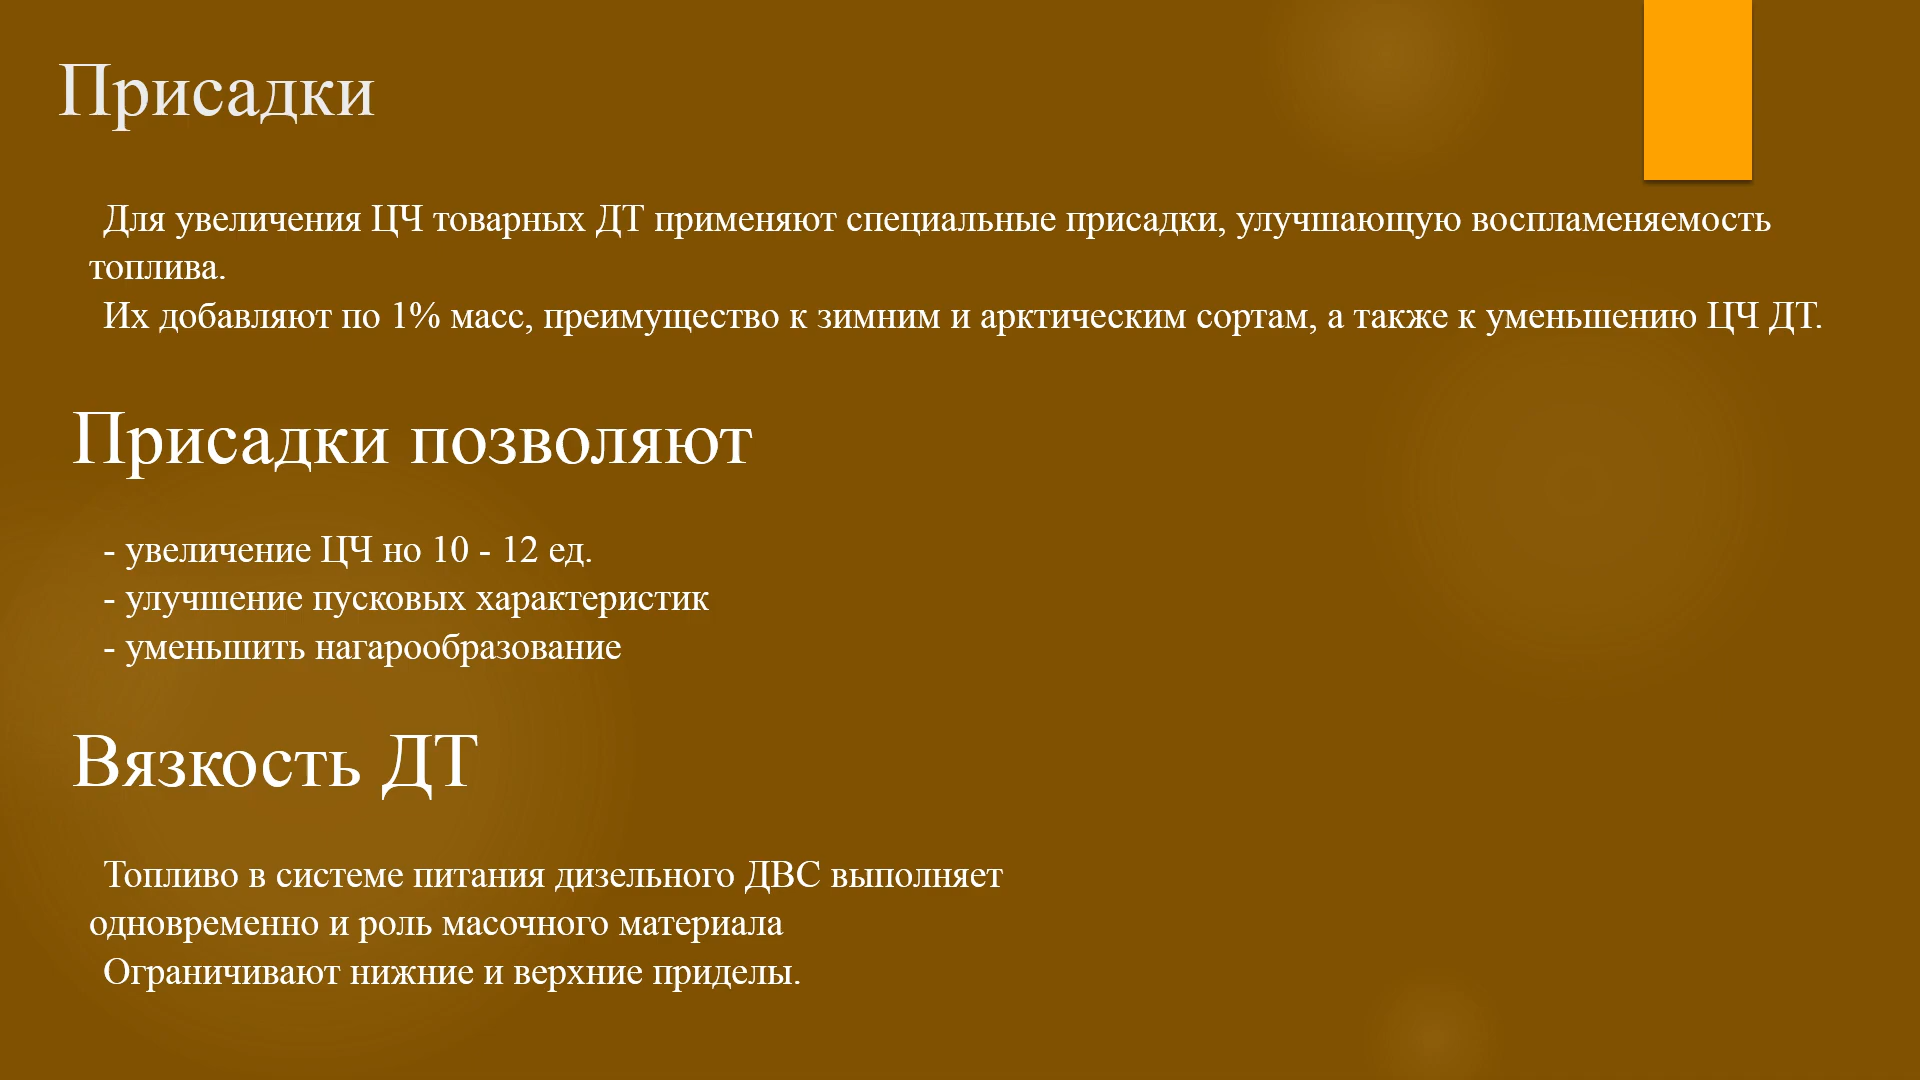 Присадки
Для увеличения ЦЧ товарных ДТ применяют специальные присадки, улучшающую воспламеняемость
топлива.
Их добавляют по 1% масс, преимущество к зимним и арктическим сортам, а также к уменьшению ЦЧ ДТ.
Присадки позволяют
- увеличение ЦЧ но 10 - 12 ед.
- улучшение пусковых характеристик
- уменьшить нагарообразование
Вязкость ДТ
Топливо в системе питания дизельного ДВС выполняет
одновременно и роль масочного материала
Ограничивают нижние и верхние приделы.